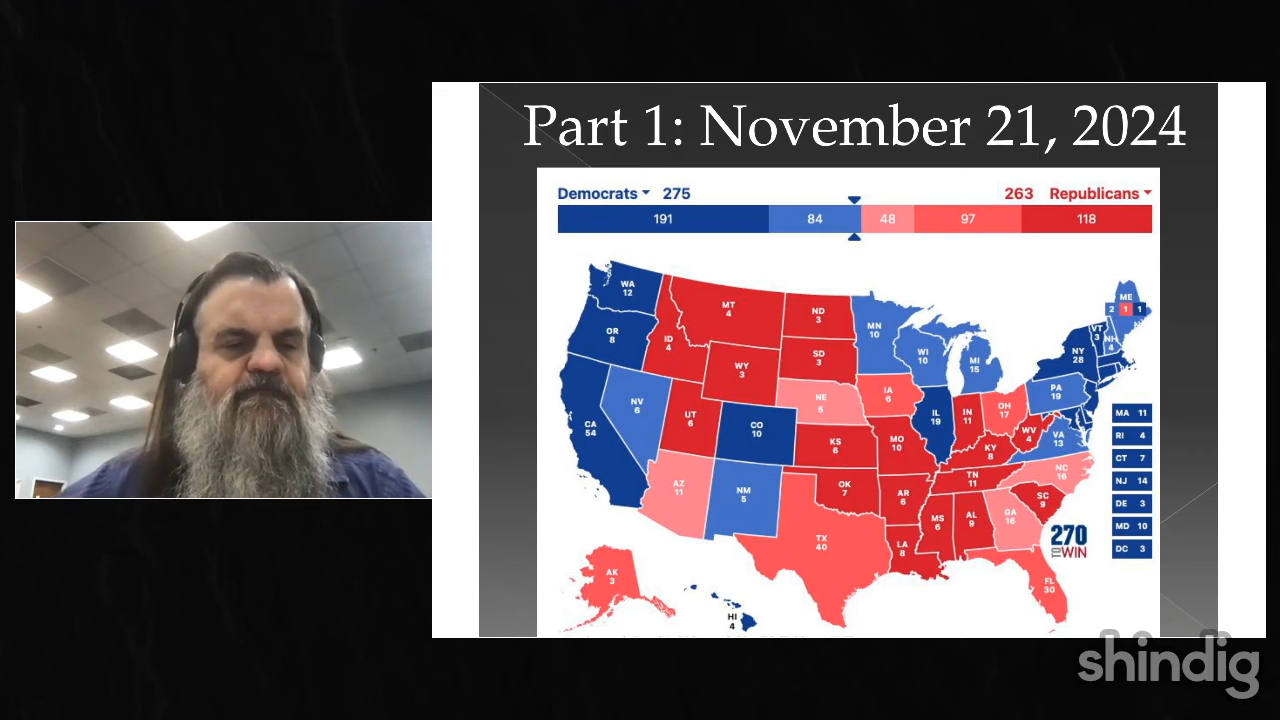 Part 1: November 21, 2024
Democrats 275
263 Republicans
191 84 48 97 118
WA
12
OR
8
CA
54
NV
6
ID
4
MT
4
WY
3
UT
6
CO
10
AZ
11
NM
5
ND
3
SD
3
NE
5
KS
6
OK
7
TX
40
MN
10
IA
6
MO
10
AR
6
LA
8
WI
10
IL
19
MI
15
IN
11
OH
17
KY
8
TN
11
MS
6
AL
9
GA
16
FL
30
SC
9
NC
16
VA
13
WV
4
PA
19
NY
28
VT
3
NH
4
ME
2 1 1
MA 11
RI 4
CT 7
NJ 14
DE 3
MD 10
DC 3
AK
3
HI
4
270
TO WIN
shindig